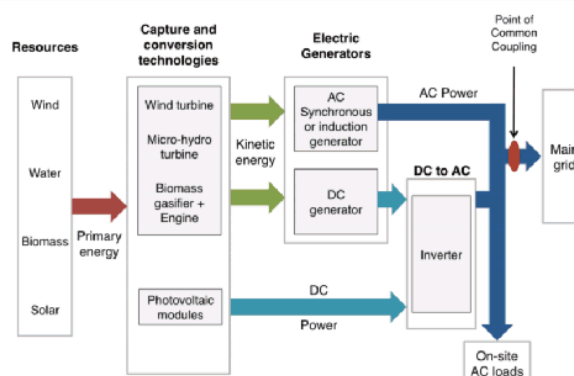 Resources
Wind
Water
Biomass
Solar
Primary
energy
Capture and
conversion
technologies
Wind turbine
Micro-hydro
turbine
Biomass
gasifier +
Engine
Photovoltaic
modules
Kinetic
energy
Electric
Generators
AC
Synchronous
or induction
generator
DC
generator
DC
Power
AC Power
DC to AC
Inverter
Point of
Common
Coupling
Main
grid
On-site
AC loads